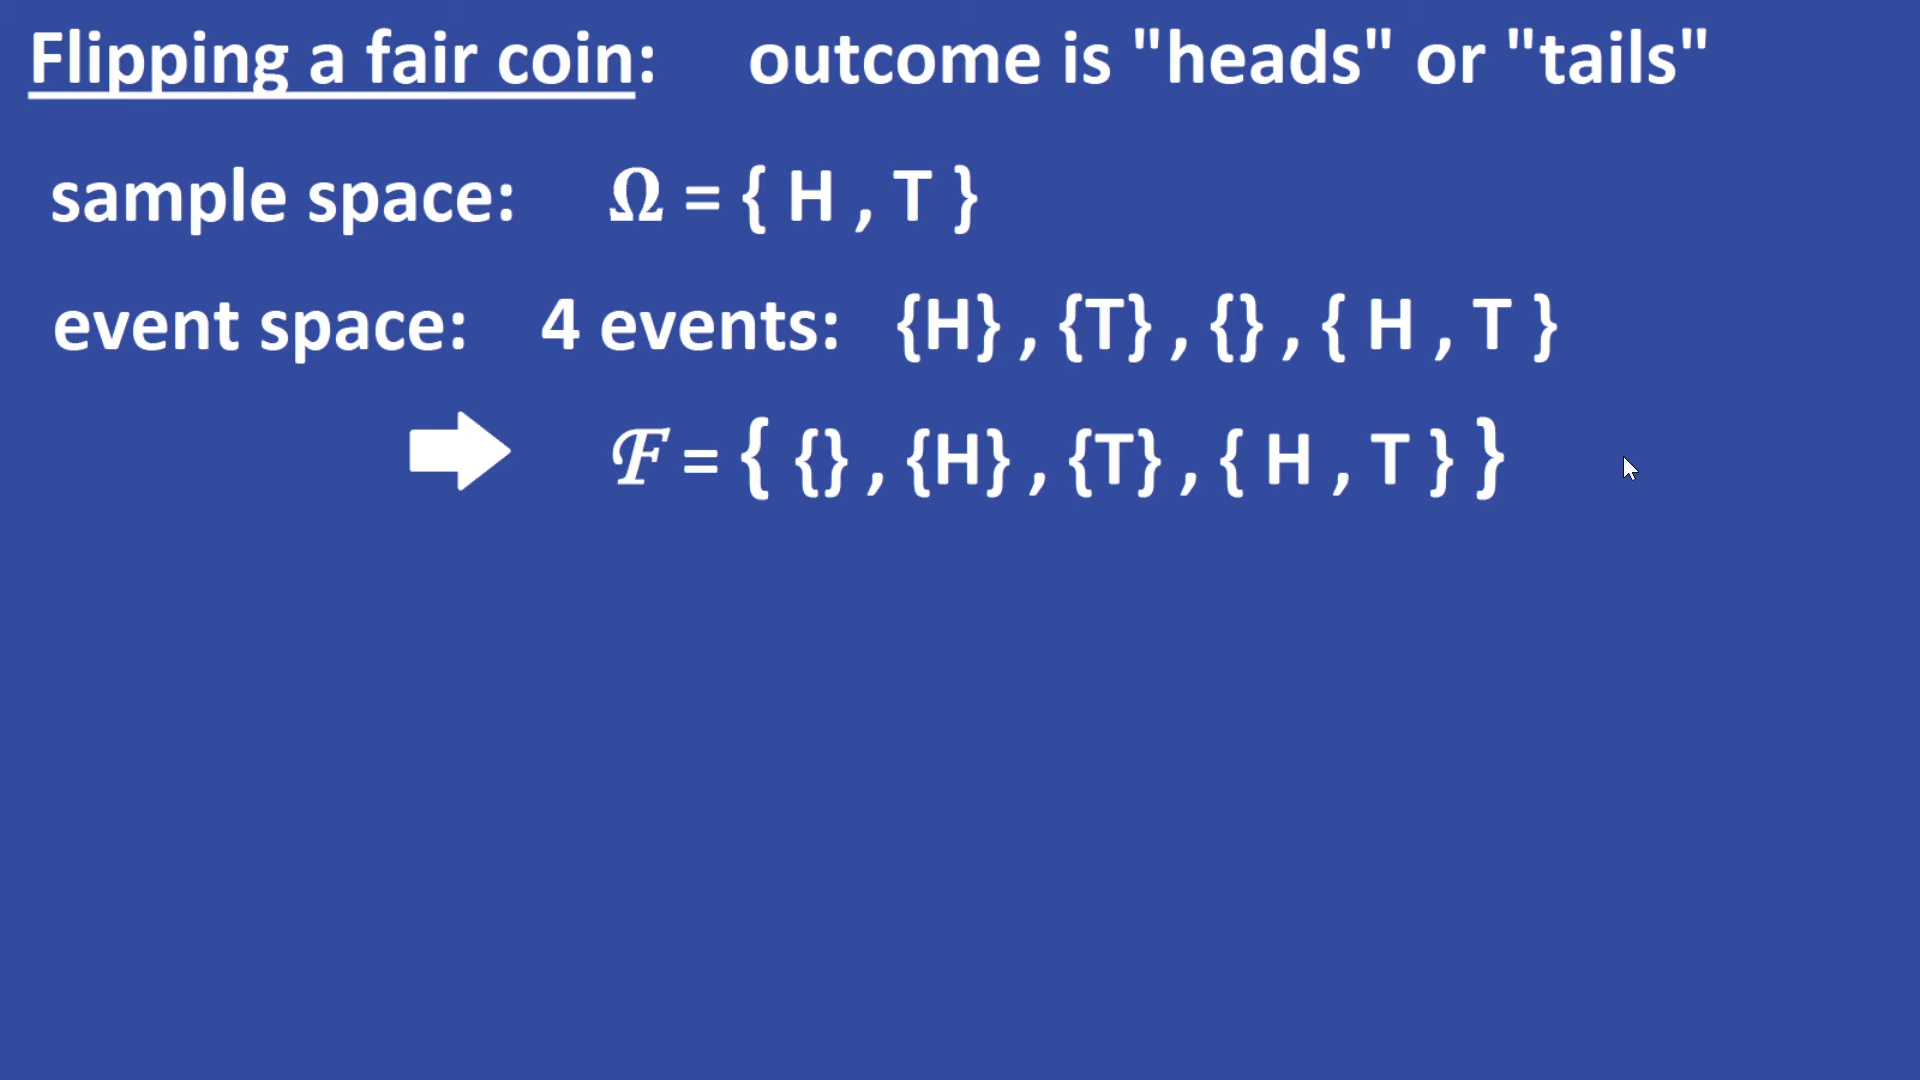 Flipping a fair coin: outcome is "heads" or "tails"
sample space: Ω = { H , T }
event space: 4 events: {H} , {T} , {} , { H , T }
ℱ = { {} , {H} , {T} , { H , T } }